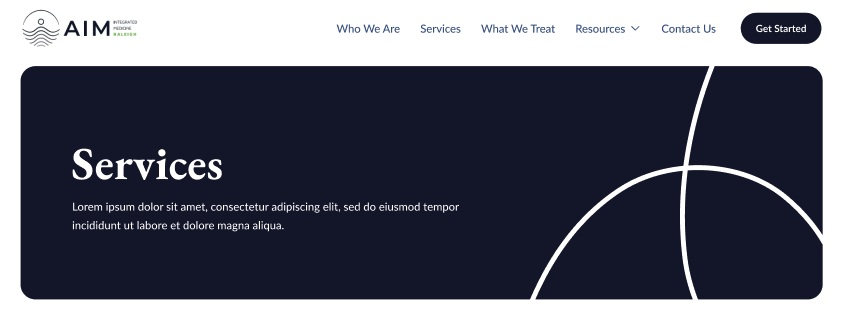 AIM
INTEGRATED
MEDICINE
RALEIGH
Who We Are
Services
What We Treat
Resources
Contact Us
Get Started
Services
Lorem ipsum dolor sit amet, consectetur adipiscing elit, sed do eiusmod tempor
incididunt ut labore et dolore magna aliqua.